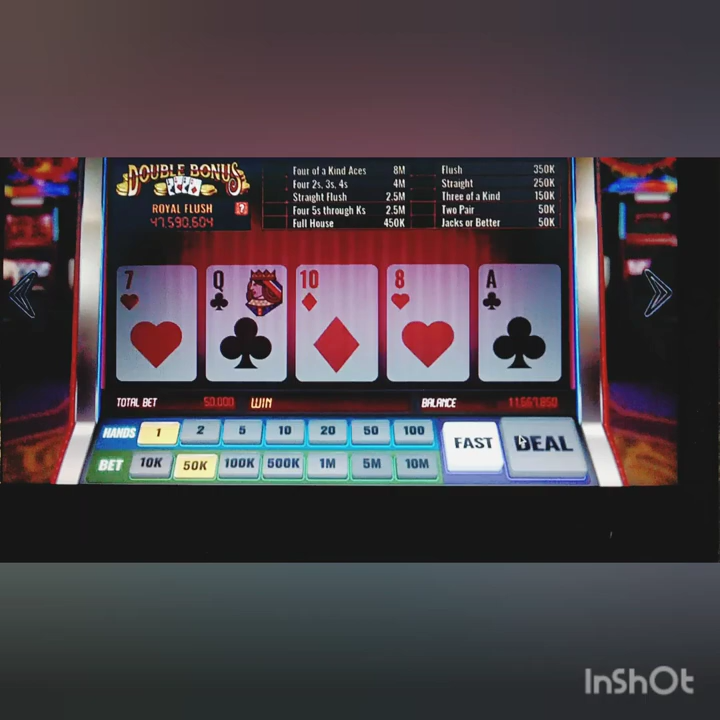 DOUBLE BONUS
ROYAL FLUSH ?
47,590,604
Four of a Kind Aces 8M
Four 2s, 3s, 4s 4M
Straight Flush 2.5M
Four 5s through Ks 2.5M
Full House 450K
Flush 350K
Straight 250K
Three of a Kind 150K
Two Pair 50K
Jacks or Better 50K
7 Q 10 8 A
TOTAL BET 50,000 WIN BALANCE 11,567,850
HANDS 1 2 5 10 20 50 100
BET 10K 50K 100K 500K 1M 5M 10M
FAST DEAL
InShOt